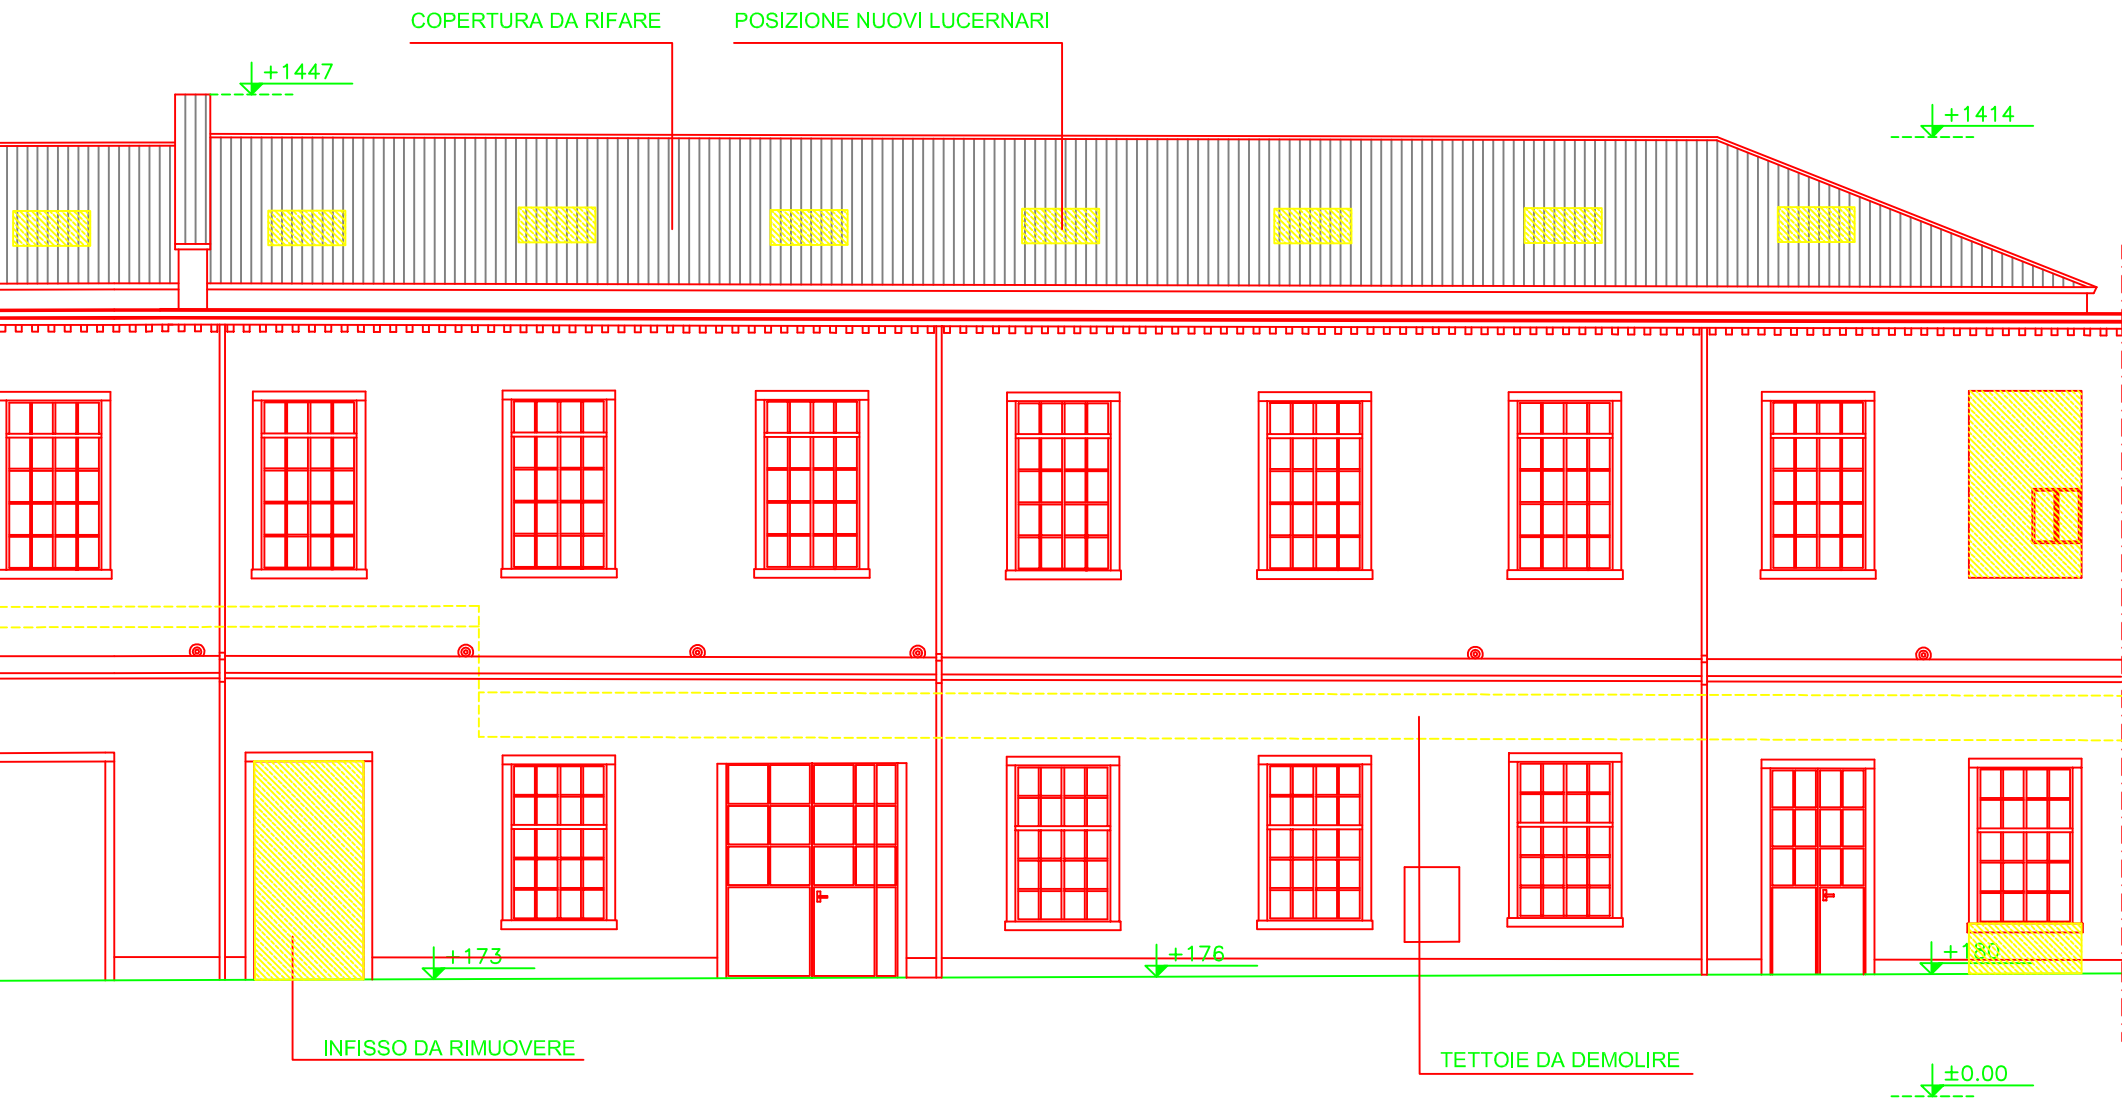 COPERTURA DA RIFARE
POSIZIONE NUOVI LUCERNARI
+1447
+1414
+173
+176
+180
INFISSO DA RIMUOVERE
TETTOIE DA DEMOLIRE
±0.00